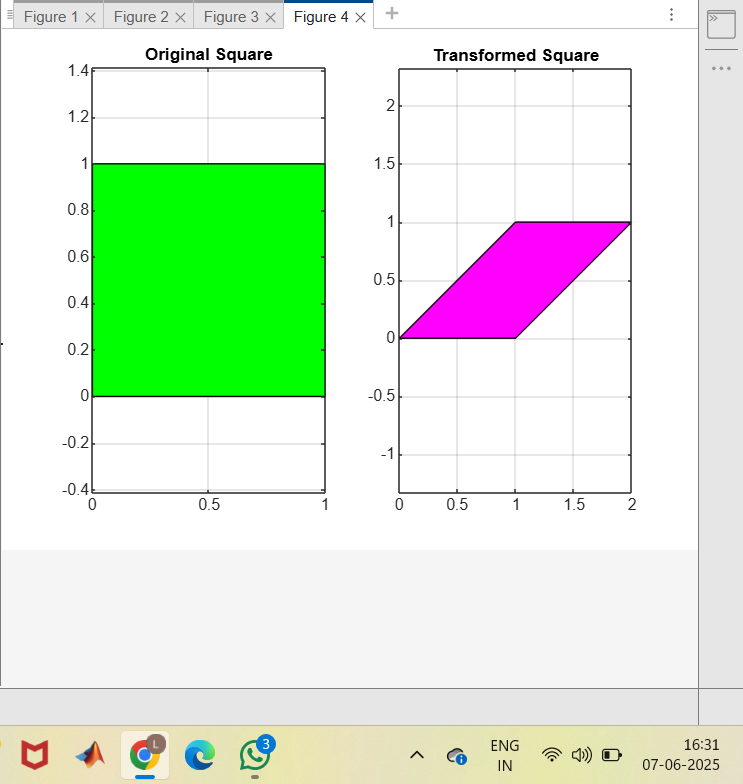 Figure 1 Figure 2 Figure 3 Figure 4
Original Square
1.4
1.2
1
0.8
0.6
0.4
0.2
0
-0.2
-0.4
0 0.5 1
Transformed Square
2
1.5
1
0.5
0
-0.5
-1
0 0.5 1 1.5 2
L
3
ENG
IN
16:31
07-06-2025